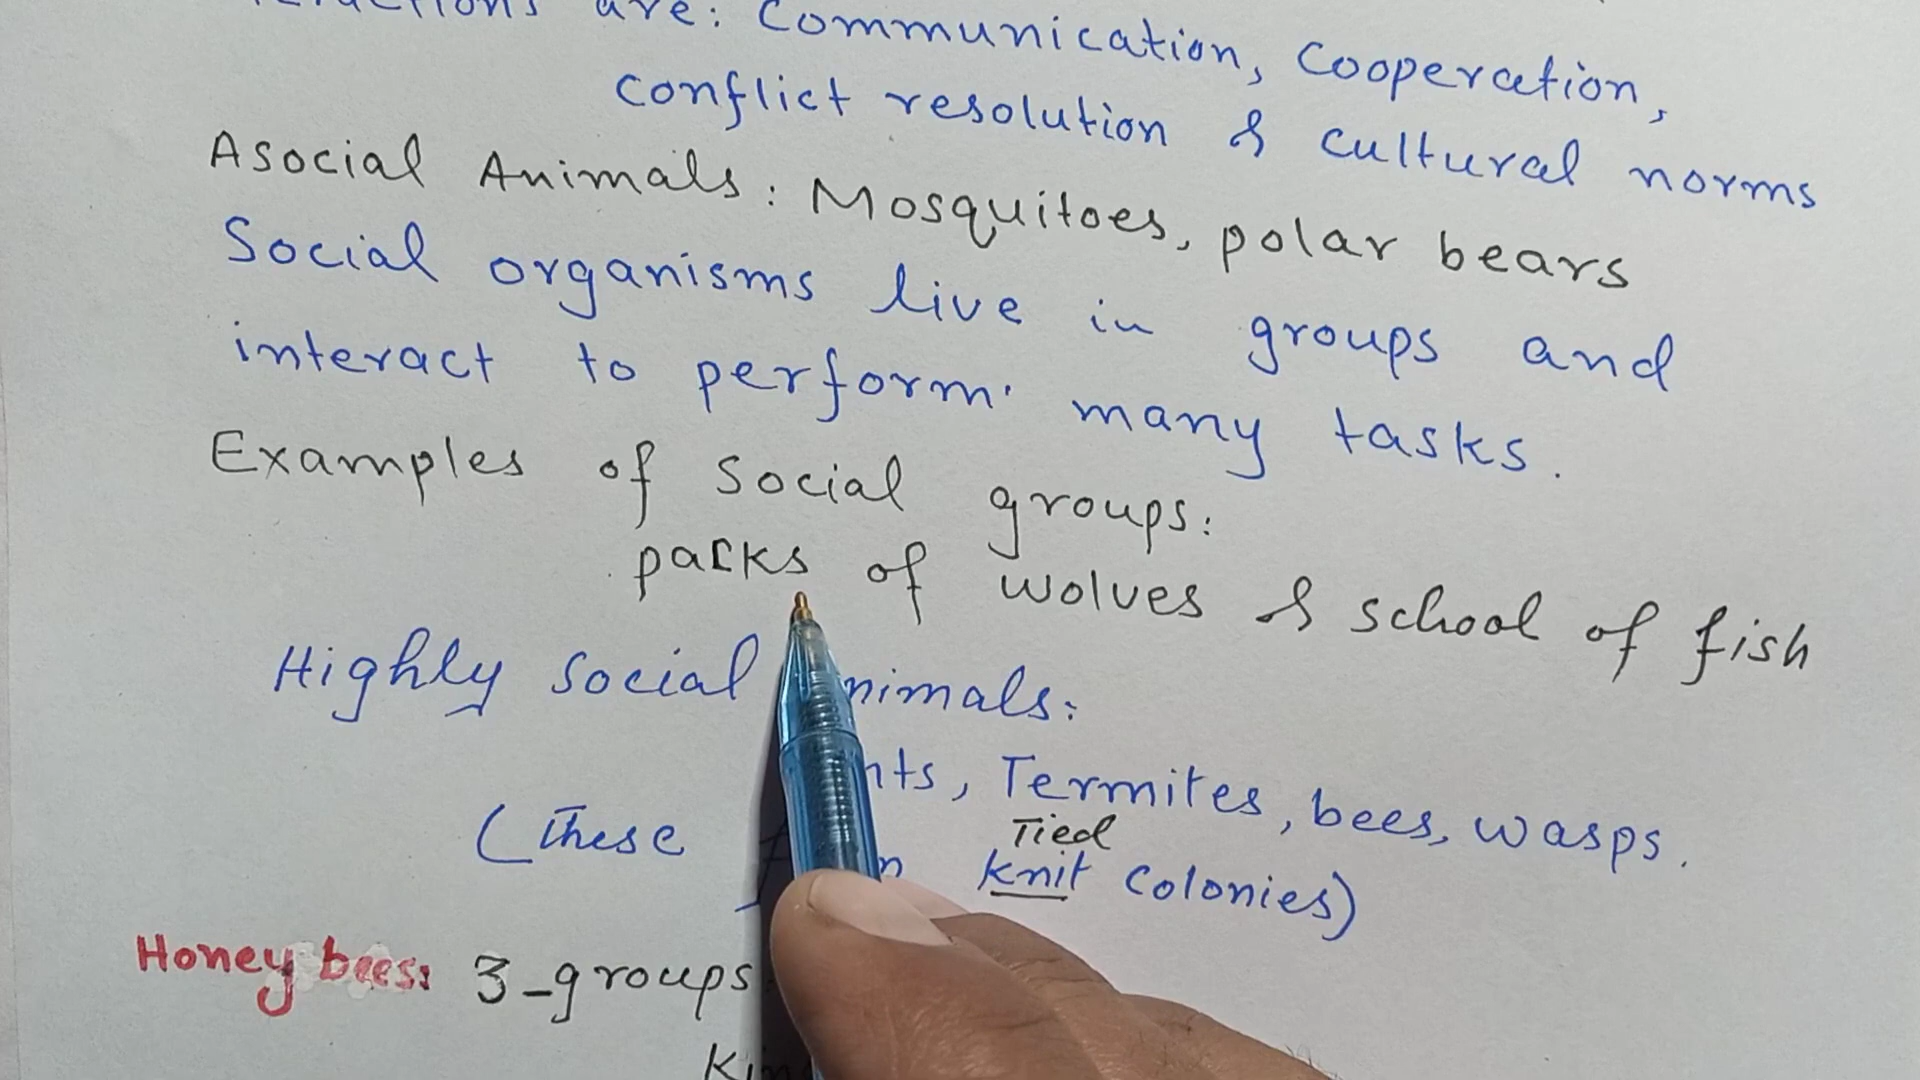 are: Communication, Cooperation,
conflict resolution & cultural norms
Asocial Animals: Mosquitoes, polar bears
Social organisms live in groups and
interact to perform many tasks.
Examples of social groups:
packs of wolves & school of fish
Highly social nimals:
nts, Termites, bees, wasps.
Tied
(These knit colonies)
Honey bees: 3-groups